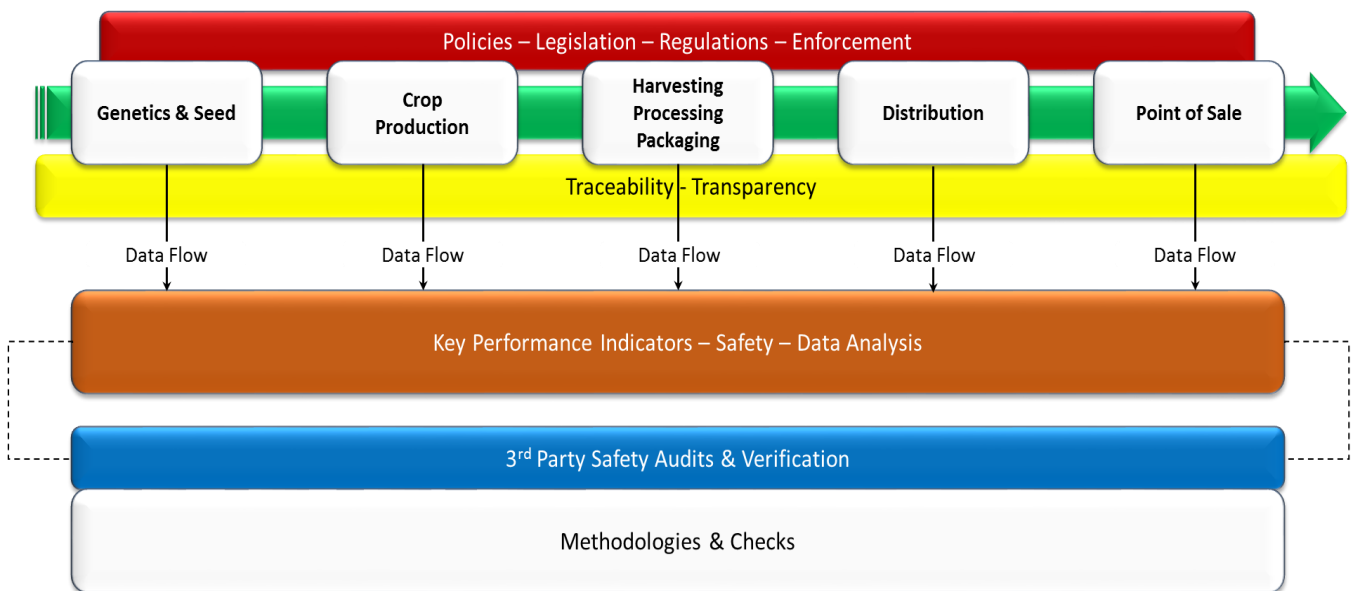 Policies – Legislation – Regulations – Enforcement
Genetics & Seed
Crop
Production
Harvesting
Processing
Packaging
Distribution
Point of Sale
Traceability - Transparency
Data Flow
Data Flow
Data Flow
Data Flow
Data Flow
Key Performance Indicators – Safety – Data Analysis
3rd Party Safety Audits & Verification
Methodologies & Checks